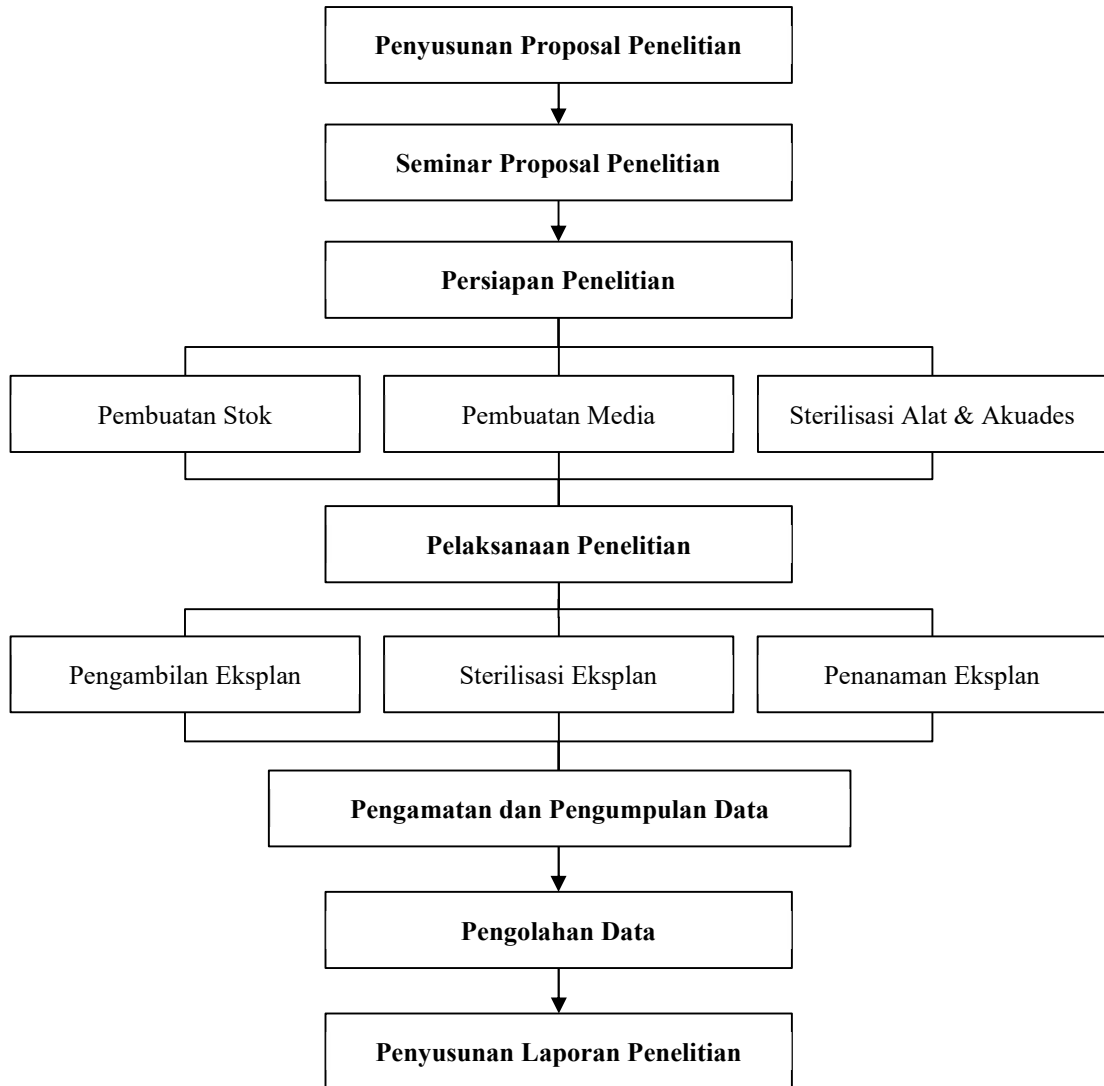 Penyusunan Proposal Penelitian
Seminar Proposal Penelitian
Persiapan Penelitian
Pembuatan Stok
Pembuatan Media
Sterilisasi Alat & Akuades
Pelaksanaan Penelitian
Pengambilan Eksplan
Sterilisasi Eksplan
Penanaman Eksplan
Pengamatan dan Pengumpulan Data
Pengolahan Data
Penyusunan Laporan Penelitian